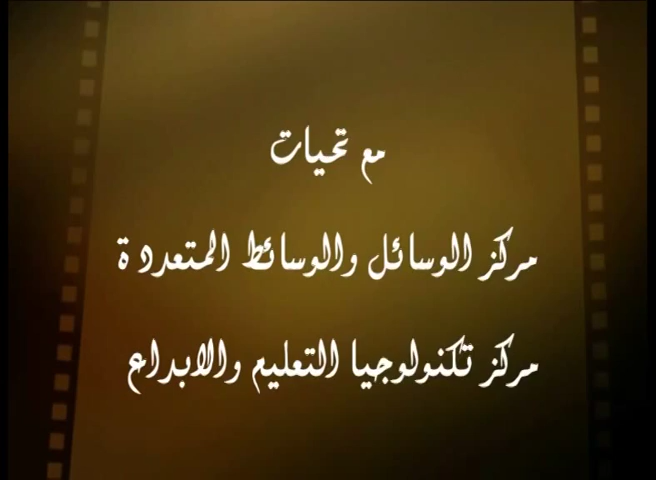 مع تحيات
مركز الوسائل والوسائط المتعددة
مركز تكنولوجيا التعليم والابداع